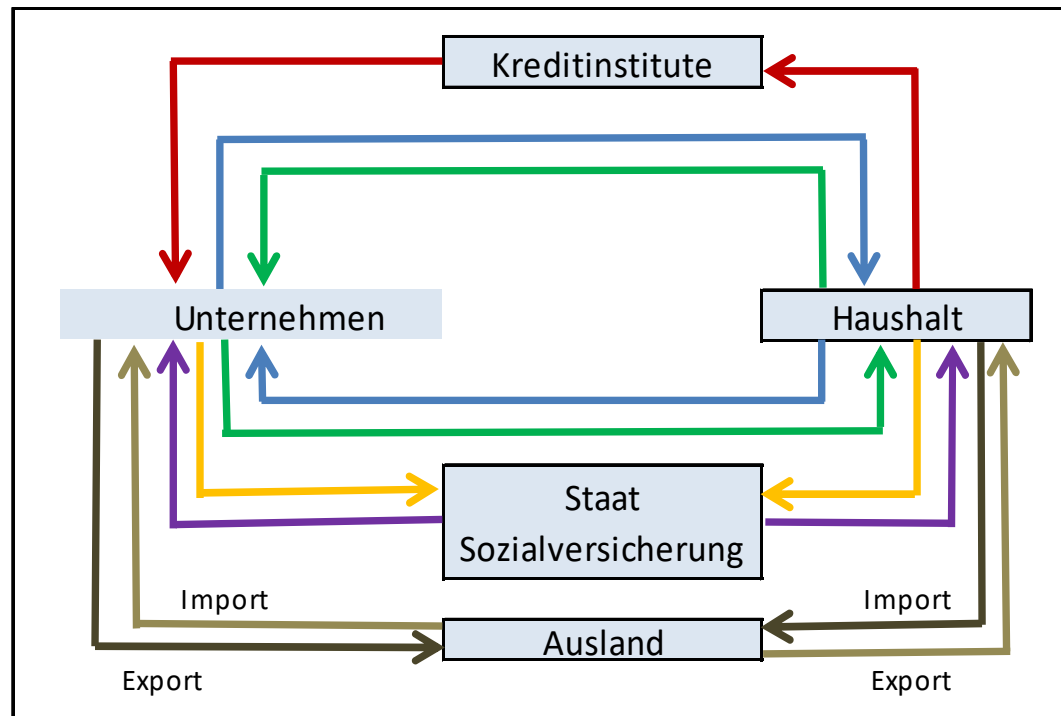 Kreditinstitute
Unternehmen
Haushalt
Staat
Sozialversicherung
Import
Import
Ausland
Export
Export